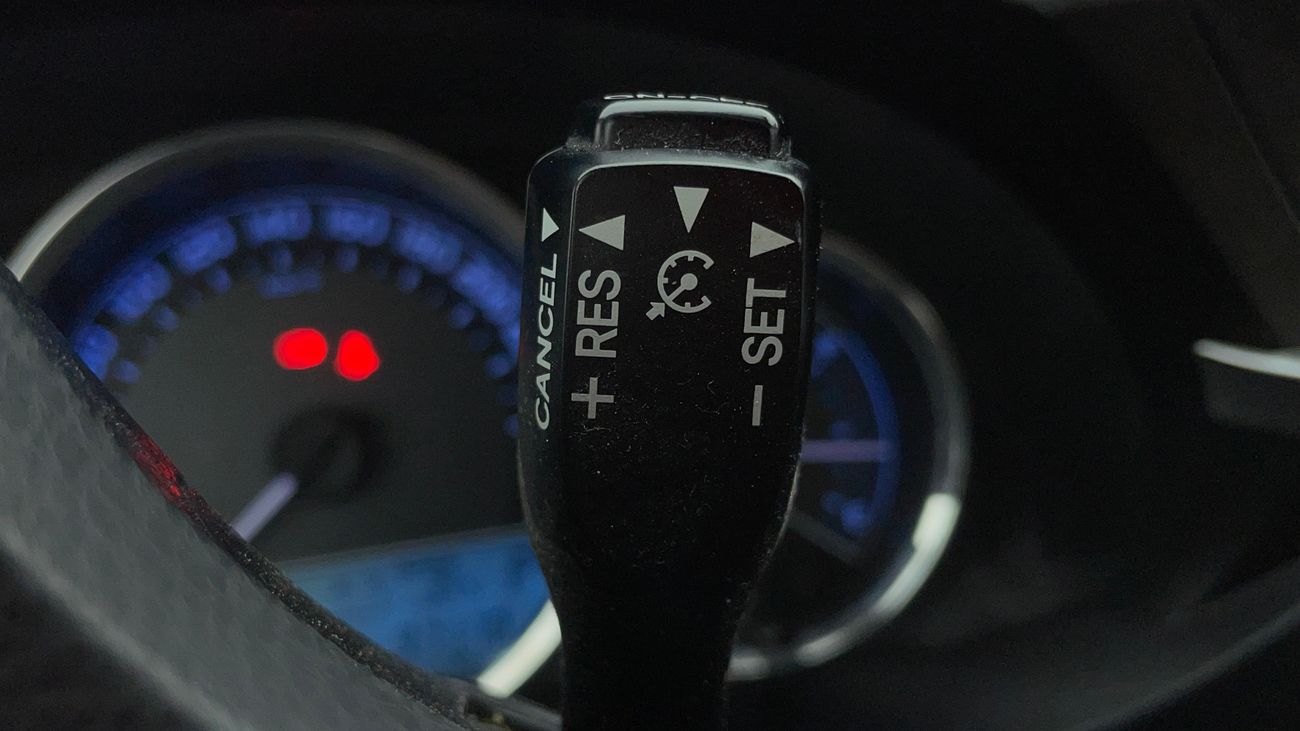 CANCEL
+ RES
− SET